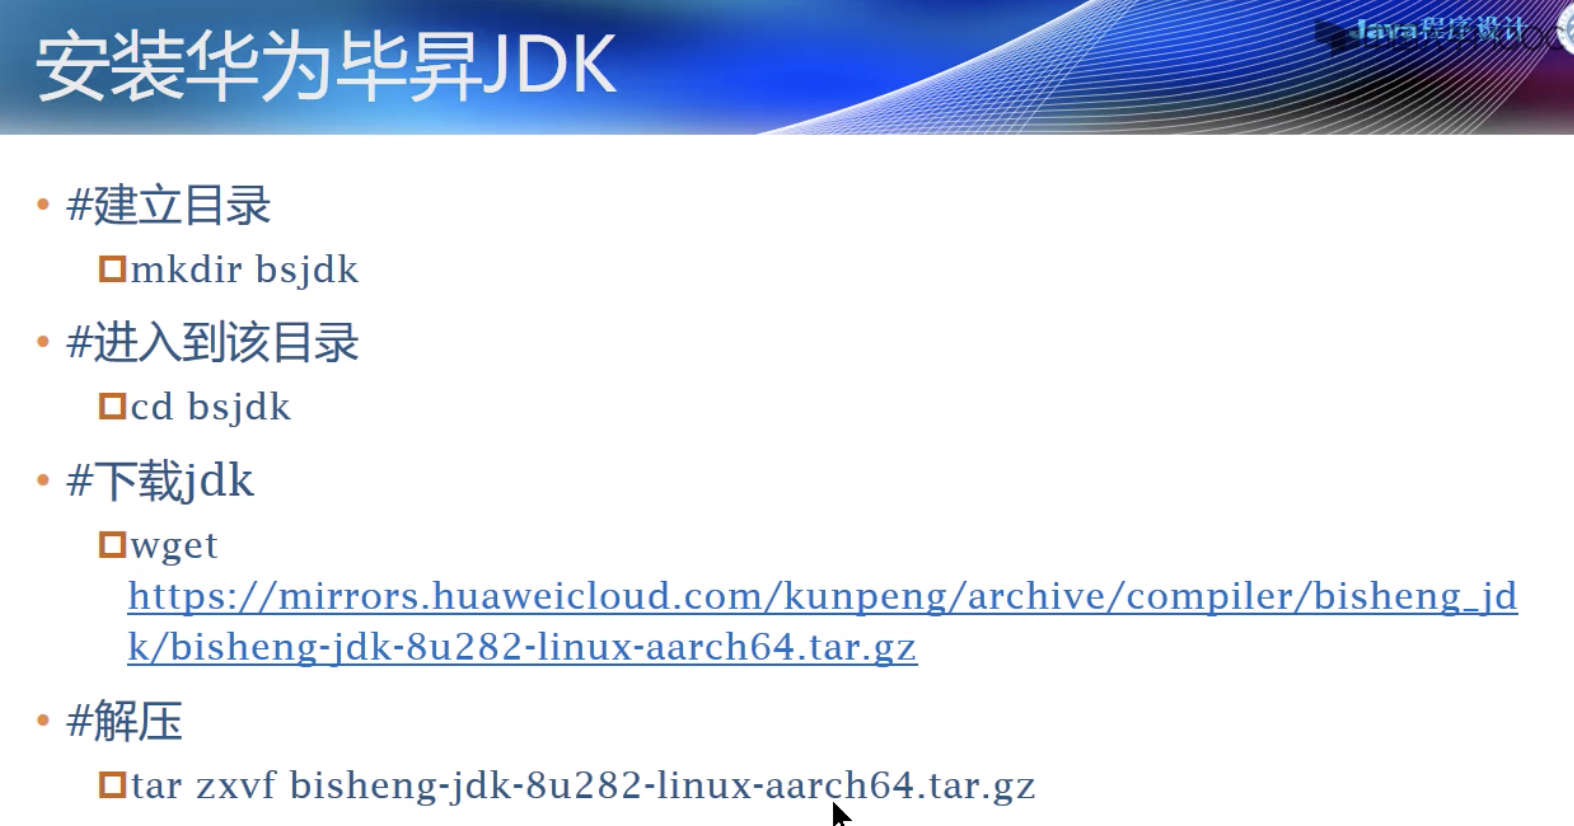 Java程序设计
安装华为毕昇JDK
• #建立目录
mkdir bsjdk
• #进入到该目录
cd bsjdk
• #下载jdk
wget
https://mirrors.huaweicloud.com/kunpeng/archive/compiler/bisheng_jd
k/bisheng-jdk-8u282-linux-aarch64.tar.gz
• #解压
tar zxvf bisheng-jdk-8u282-linux-aarch64.tar.gz